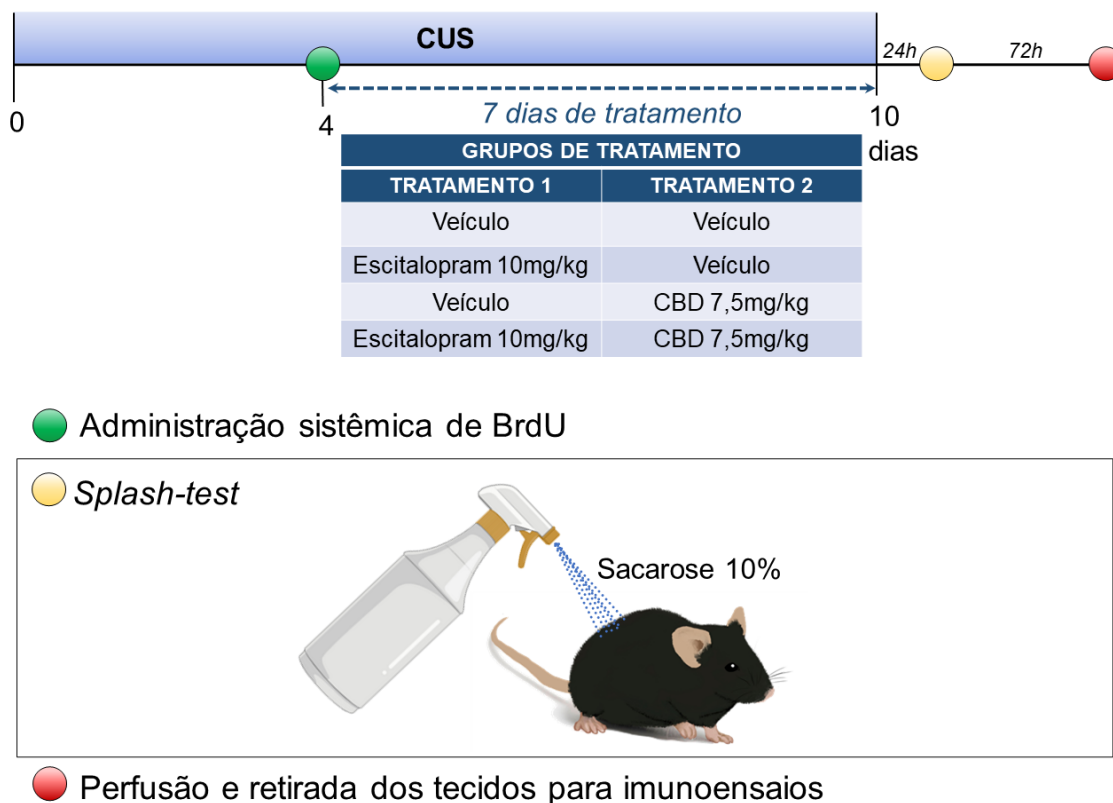 CUS
24h
72h
0
4
7 dias de tratamento
10
dias
GRUPOS DE TRATAMENTO
TRATAMENTO 1 TRATAMENTO 2
Veículo Veículo
Escitalopram 10mg/kg Veículo
Veículo CBD 7,5mg/kg
Escitalopram 10mg/kg CBD 7,5mg/kg
Administração sistêmica de BrdU
Splash-test
Sacarose 10%
Perfusão e retirada dos tecidos para imunoensaios